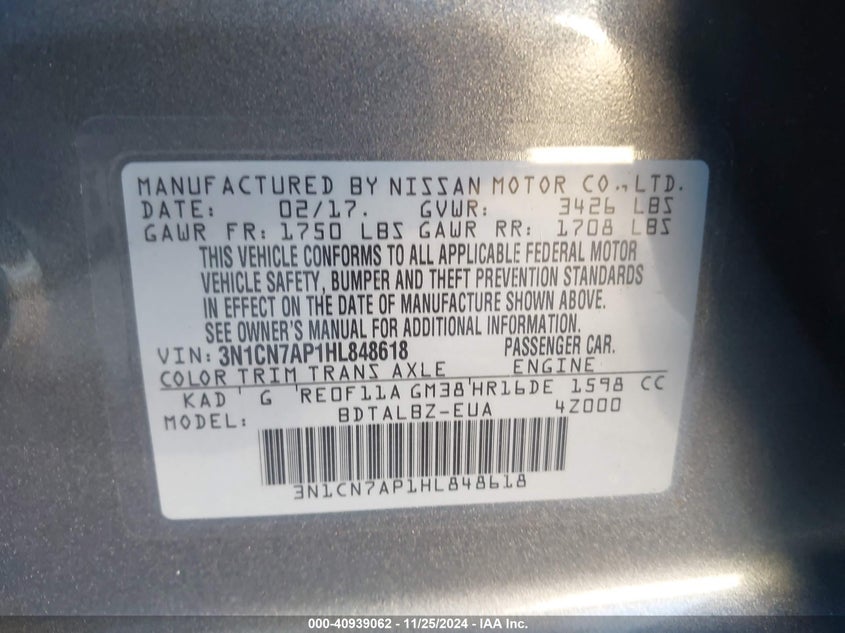 MANUFACTURED BY NISSAN MOTOR CO., LTD.
DATE: 02/17. GVWR: 3426 LBS
GAWR FR: 1750 LBS GAWR RR: 1708 LBS
THIS VEHICLE CONFORMS TO ALL APPLICABLE FEDERAL MOTOR
VEHICLE SAFETY, BUMPER AND THEFT PREVENTION STANDARDS
IN EFFECT ON THE DATE OF MANUFACTURE SHOWN ABOVE.
SEE OWNER'S MANUAL FOR ADDITIONAL INFORMATION.
VIN: 3N1CN7AP1HL848618 PASSENGER CAR.
COLOR TRIM TRANS AXLE ENGINE
KAD G RE0F11A GM38 HR16DE 1598 CC
MODEL: BDTALBZ-EUA 4Z000
3N1CN7AP1HL848618
000-40939062 - 11/25/2024 - IAA Inc.